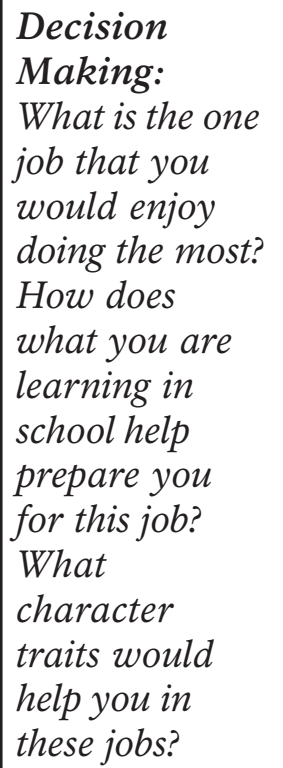 Decision
Making:
What is the one
job that you
would enjoy
doing the most?
How does
what you are
learning in
school help
prepare you
for this job?
What
character
traits would
help you in
these jobs?